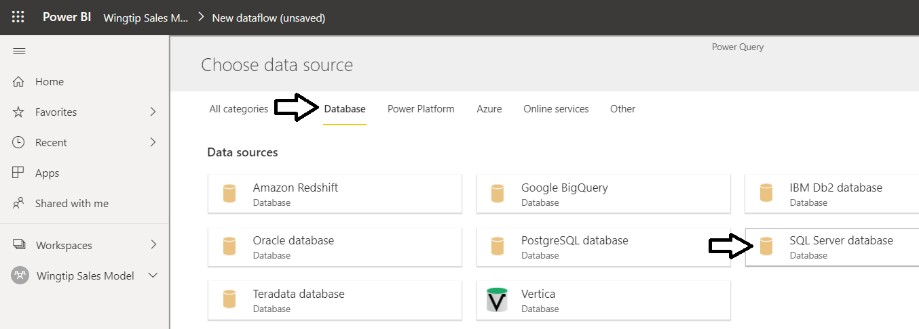 Power BI Wingtip Sales M... > New dataflow (unsaved)
Power Query
Choose data source
Home
Favorites
Recent
Apps
Shared with me
Workspaces
Wingtip Sales Model
All categories Database Power Platform Azure Online services Other
Data sources
Amazon Redshift
Database
Google BigQuery
Database
IBM Db2 database
Database
Oracle database
Database
PostgreSQL database
Database
SQL Server database
Database
Teradata database
Database
V
Vertica
Database